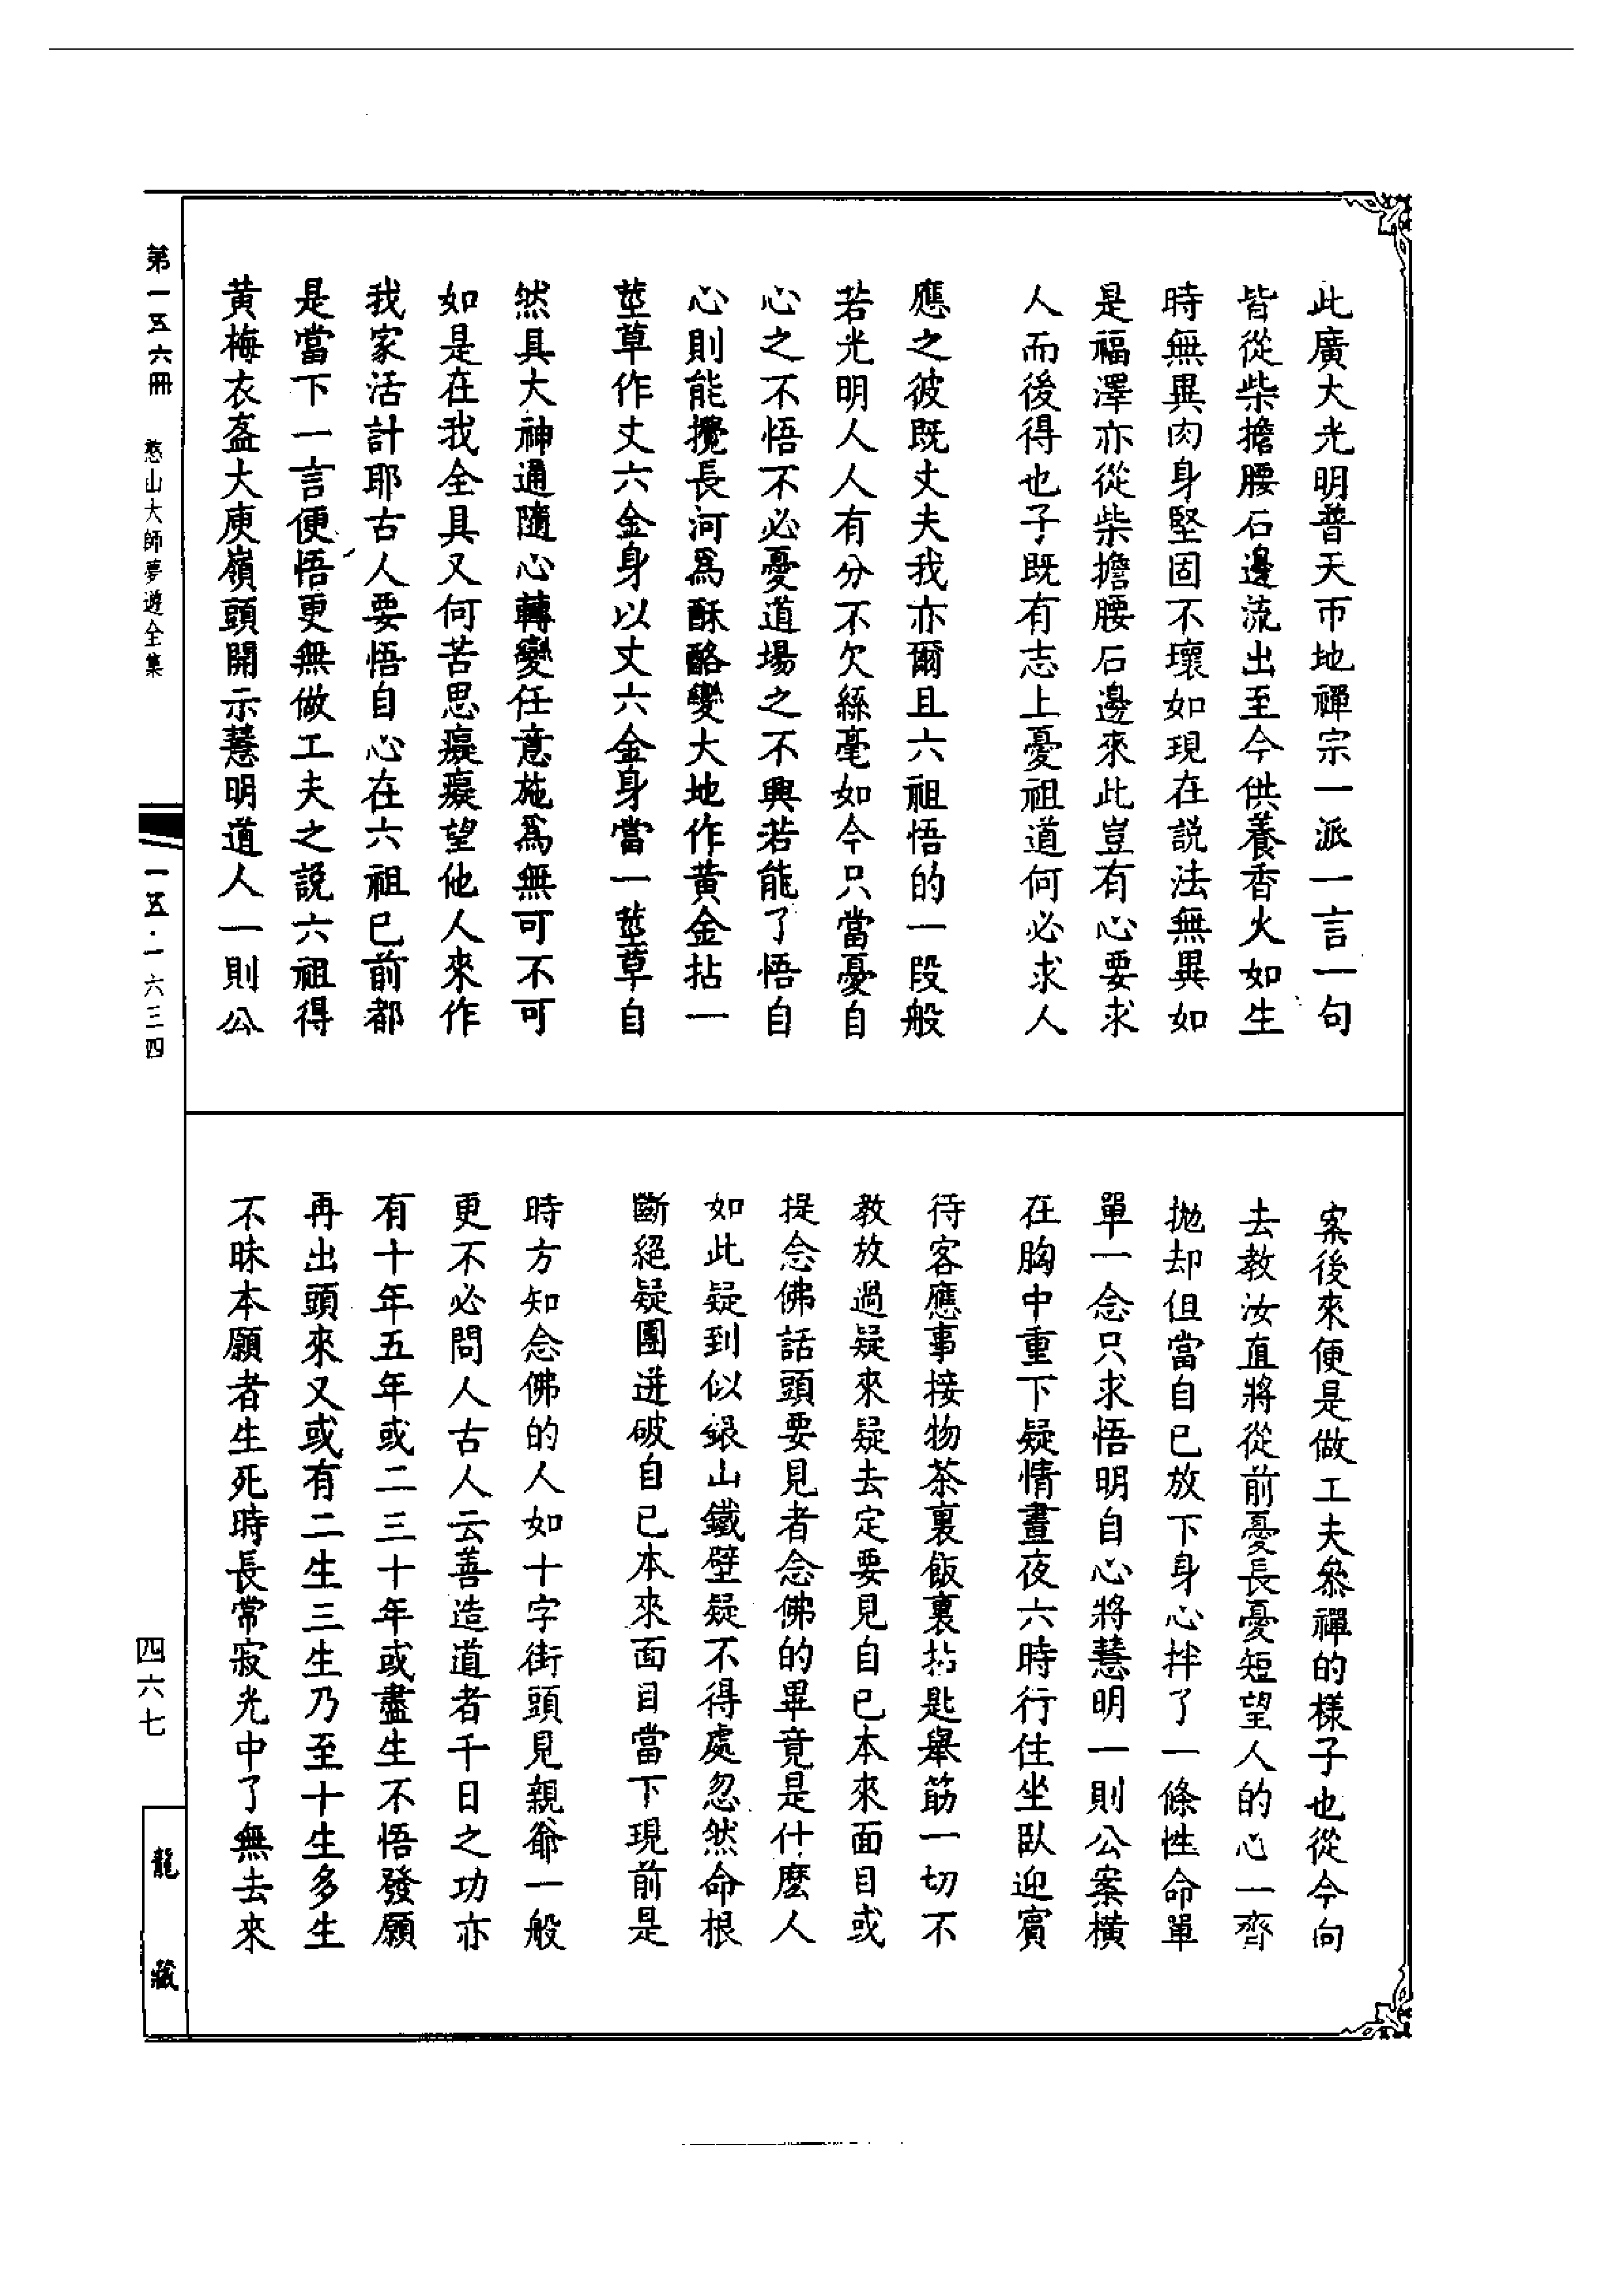 此廣大光明普天帀地禪宗一派一言一句
皆從柴擔腰石邊流出至今供養香火如生
時無異肉身堅固不壞如現在説法無異如
是福澤亦從柴擔腰石邊來此豈有心要求
人而後得也子既有志上憂祖道何必求人
應之彼既丈夫我亦爾且六祖悟的一段般
若光明人人有分不欠絲毫如今只當憂自
心之不悟不必憂道場之不興若能了悟自
心則能攪長河爲酥酪變大地作黄金拈一
莖草作丈六金身以丈六金身當一莖草自
然具大神通隨心轉變任意施爲無可不可
如是在我全具又何苦思癡癡望他人來作
我家活計耶古人要悟自心在六祖已前都
是當下一言便悟更無做工夫之説六祖得
黄梅衣盋大庾嶺頭開示慧明道人一則公
案後來便是做工夫叅禪的樣子也從今向
去教汝直將從前憂長憂短望人的心一齊
抛却但當自已放下身心拌了一條性命單
單一念只求悟明自心將慧明一則公案橫
在胸中重下疑情晝夜六時行住坐臥迎賓
待客應事接物茶裏飯裏拈匙舉筯一切不
教放過疑來疑去定要見自已本來面目或
提念佛話頭要見者念佛的畢竟是什麽人
如此疑到似銀山鐵壁疑不得處忽然命根
斷絕疑團迸破自已本來面目當下現前是
時方知念佛的人如十字街頭見親爺一般
更不必問人古人云善造道者千日之功亦
有十年五年或二三十年或盡生不悟發願
再出頭來又或有二生三生乃至十生多生
不昧本願者生死時長常寂光中了無去來
第一五六冊 憨山大師夢遊全集
一五·一六三四
四六七
龍藏